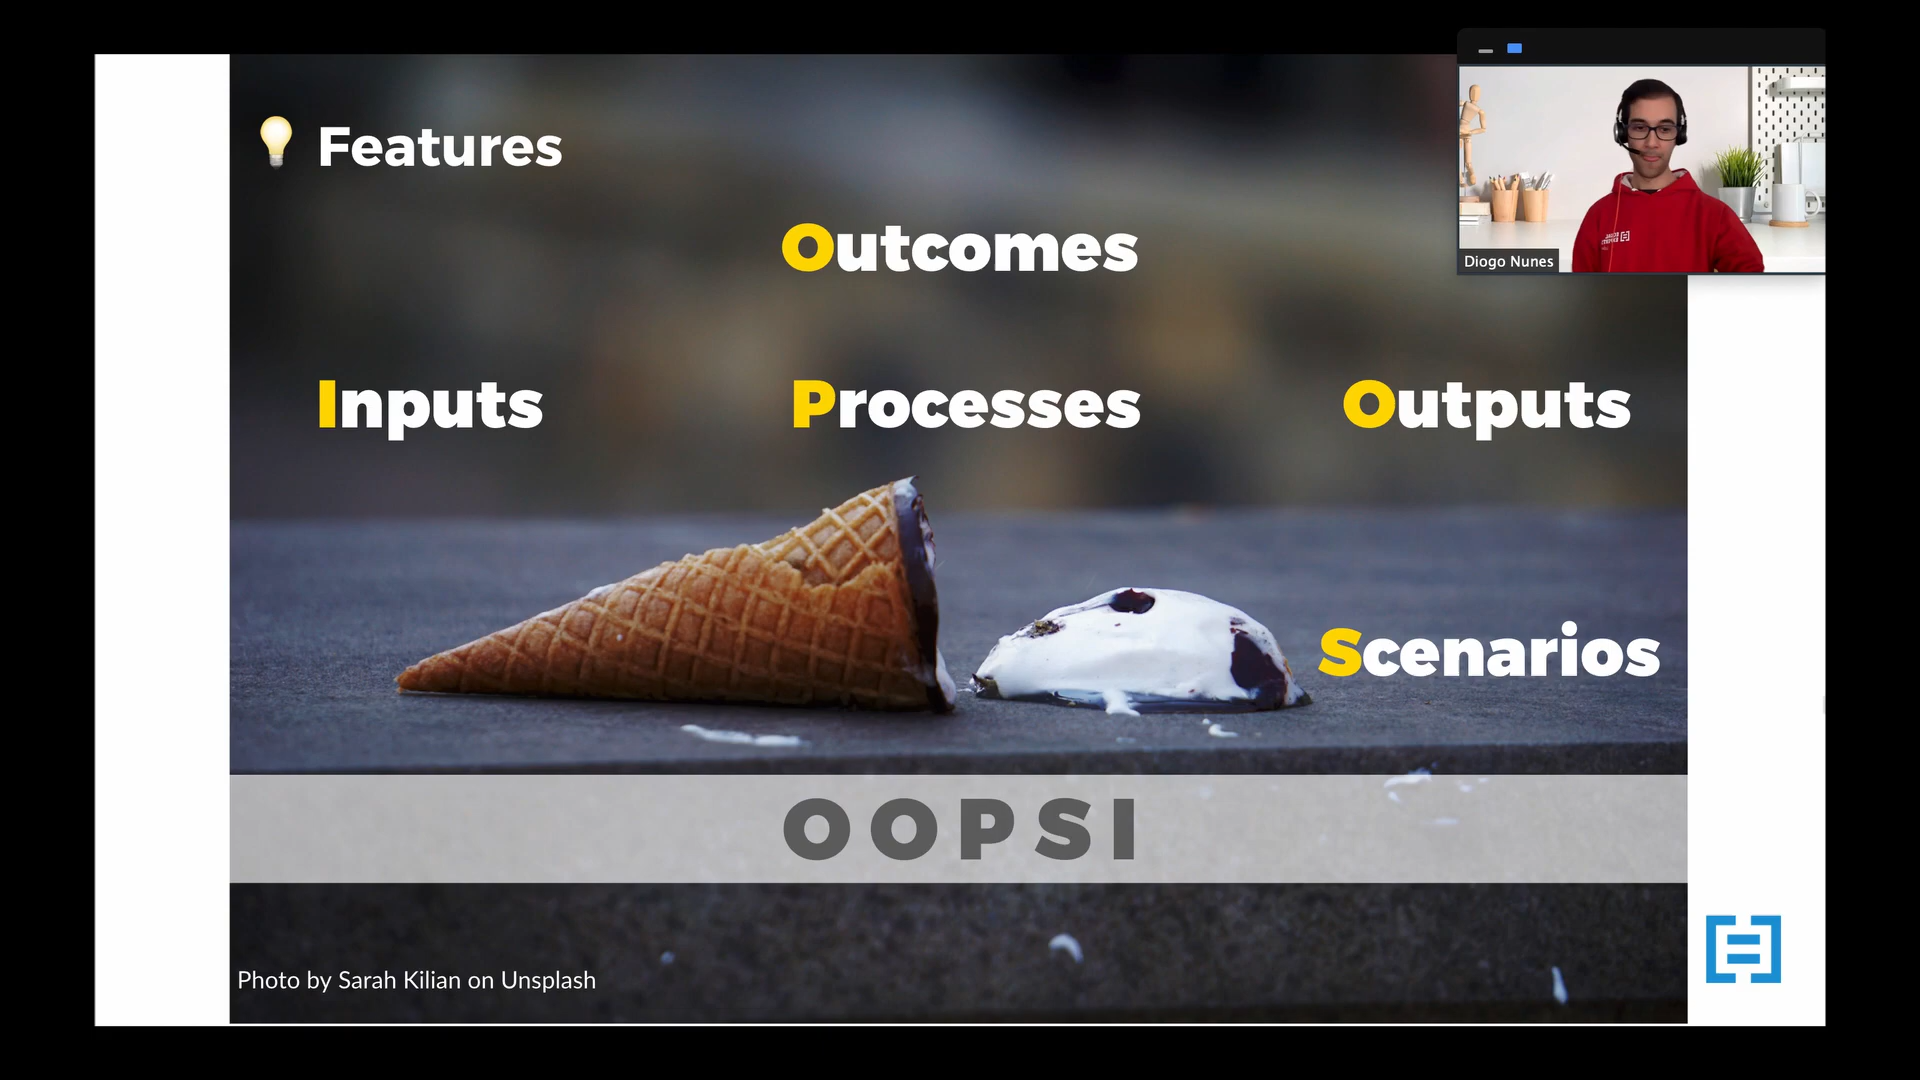 Features
Outcomes
Inputs Processes Outputs
Scenarios
OOPSI
Photo by Sarah Kilian on Unsplash
Diogo Nunes